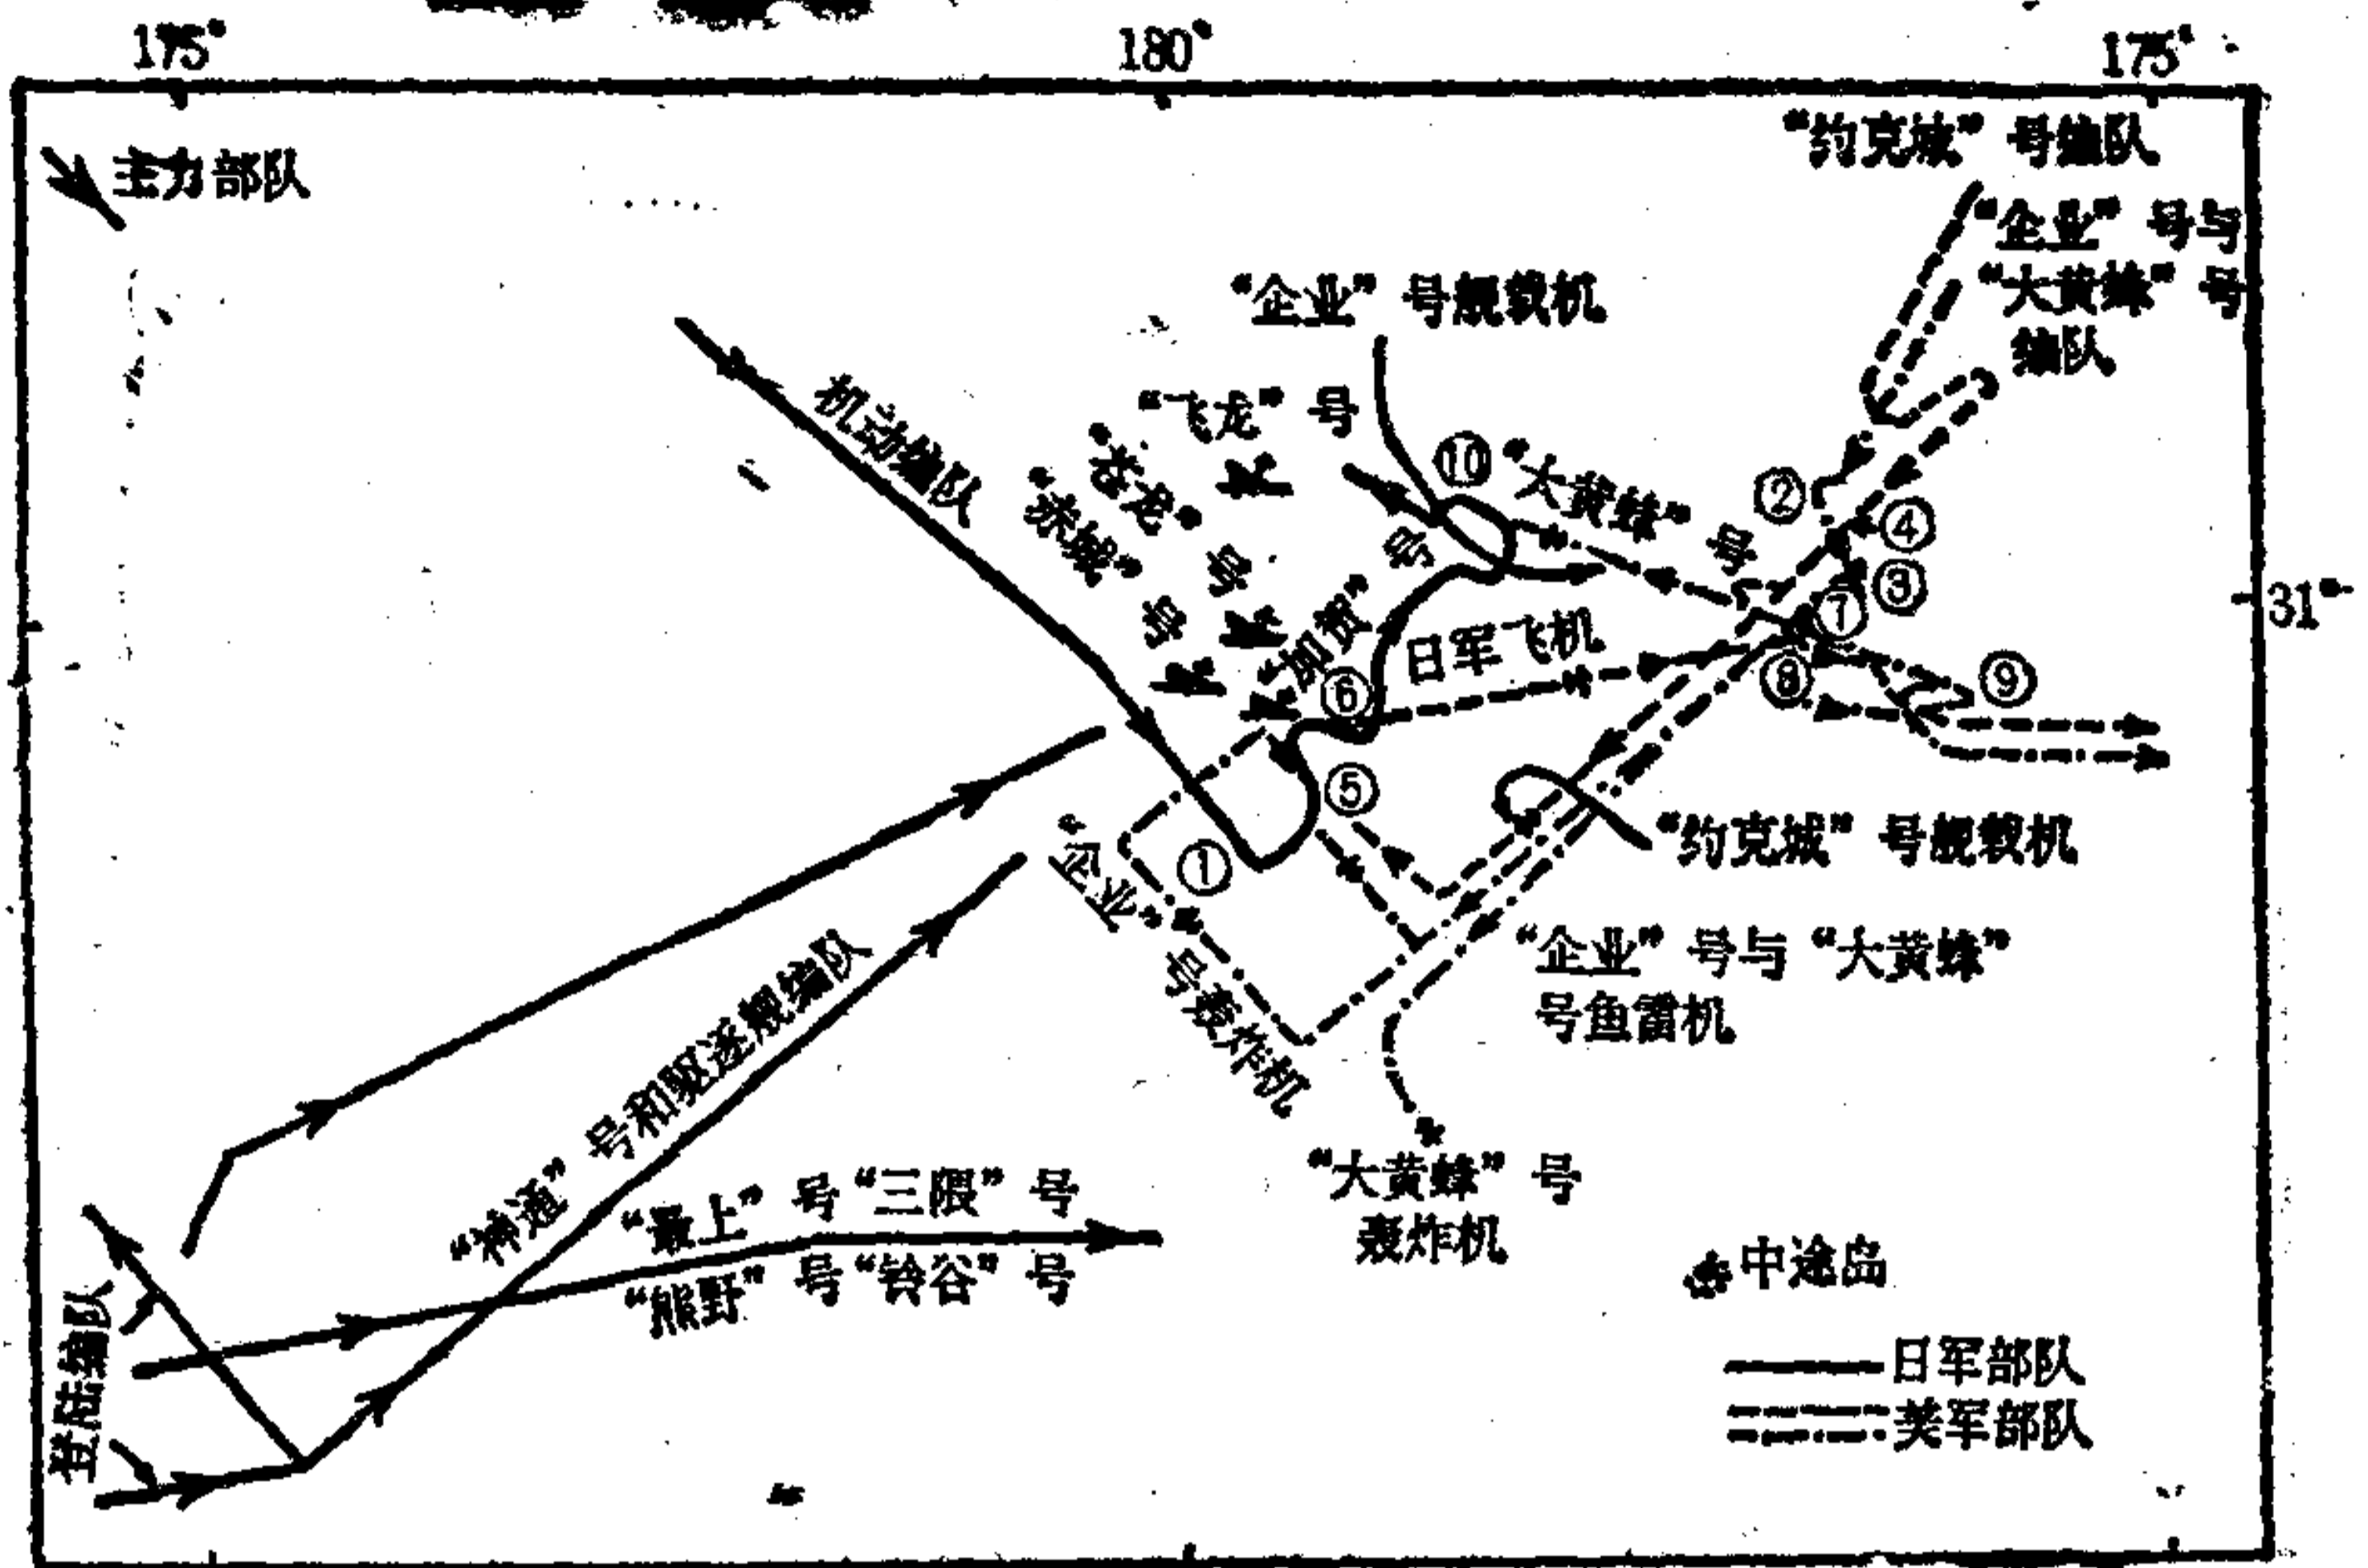 175°
180°
175°
主力部队
“约克城”号编队
“企业”号与
“大黄蜂”号
编队
“企业”号舰载机
机动编队
“飞龙”号
“苍龙”号
“赤城”号
“加贺”号
⑩
“大黄蜂”号
②
④
③
⑦
31°
日军飞机
⑥
⑧
⑨
⑤
①
“约克城”号舰载机
“企业”号轰炸机
“企业”号与“大黄蜂”
号鱼雷机
“神通”号和驱逐舰编队
“大黄蜂”号
轰炸机
“最上”号“三隈”号
“熊野”号“铃谷”号
中途岛
登陆编队
日军部队
美军部队